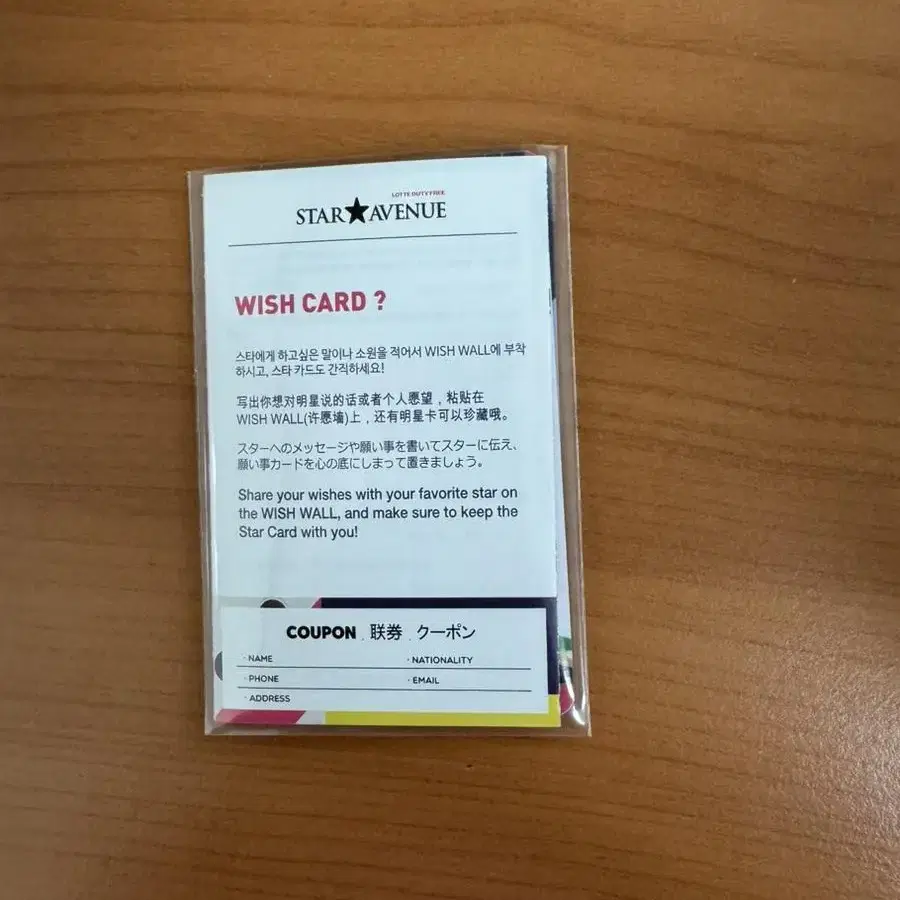 LOTTE DUTY FREE
STAR★AVENUE
WISH CARD ?
스타에게 하고싶은 말이나 소원을 적어서 WISH WALL에 부착
하시고, 스타 카드도 간직하세요!
写出你想对明星说的话或者个人愿望，粘贴在
WISH WALL(许愿墙)上，还有明星卡可以珍藏哦。
スターへのメッセージや願い事を書いてスターに伝え、
願い事カードを心の底にしまって置きましょう。
Share your wishes with your favorite star on
the WISH WALL, and make sure to keep the
Star Card with you!
COUPON . 联券 . クーポン
· NAME · NATIONALITY
· PHONE · EMAIL
· ADDRESS